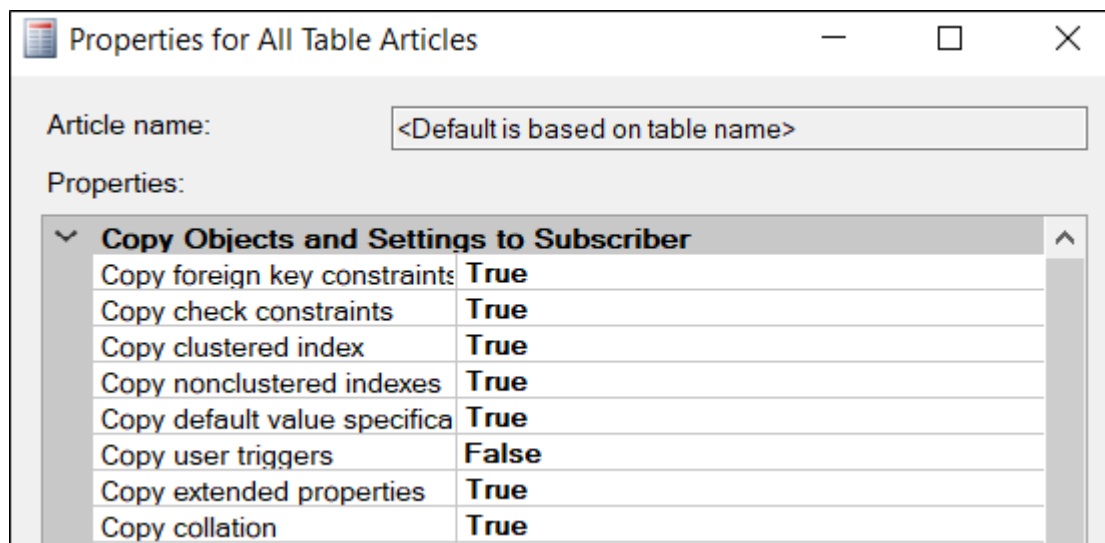 Properties for All Table Articles
Article name: <Default is based on table name>
Properties:
Copy Objects and Settings to Subscriber
Copy foreign key constraints True
Copy check constraints True
Copy clustered index True
Copy nonclustered indexes True
Copy default value specifica True
Copy user triggers False
Copy extended properties True
Copy collation True